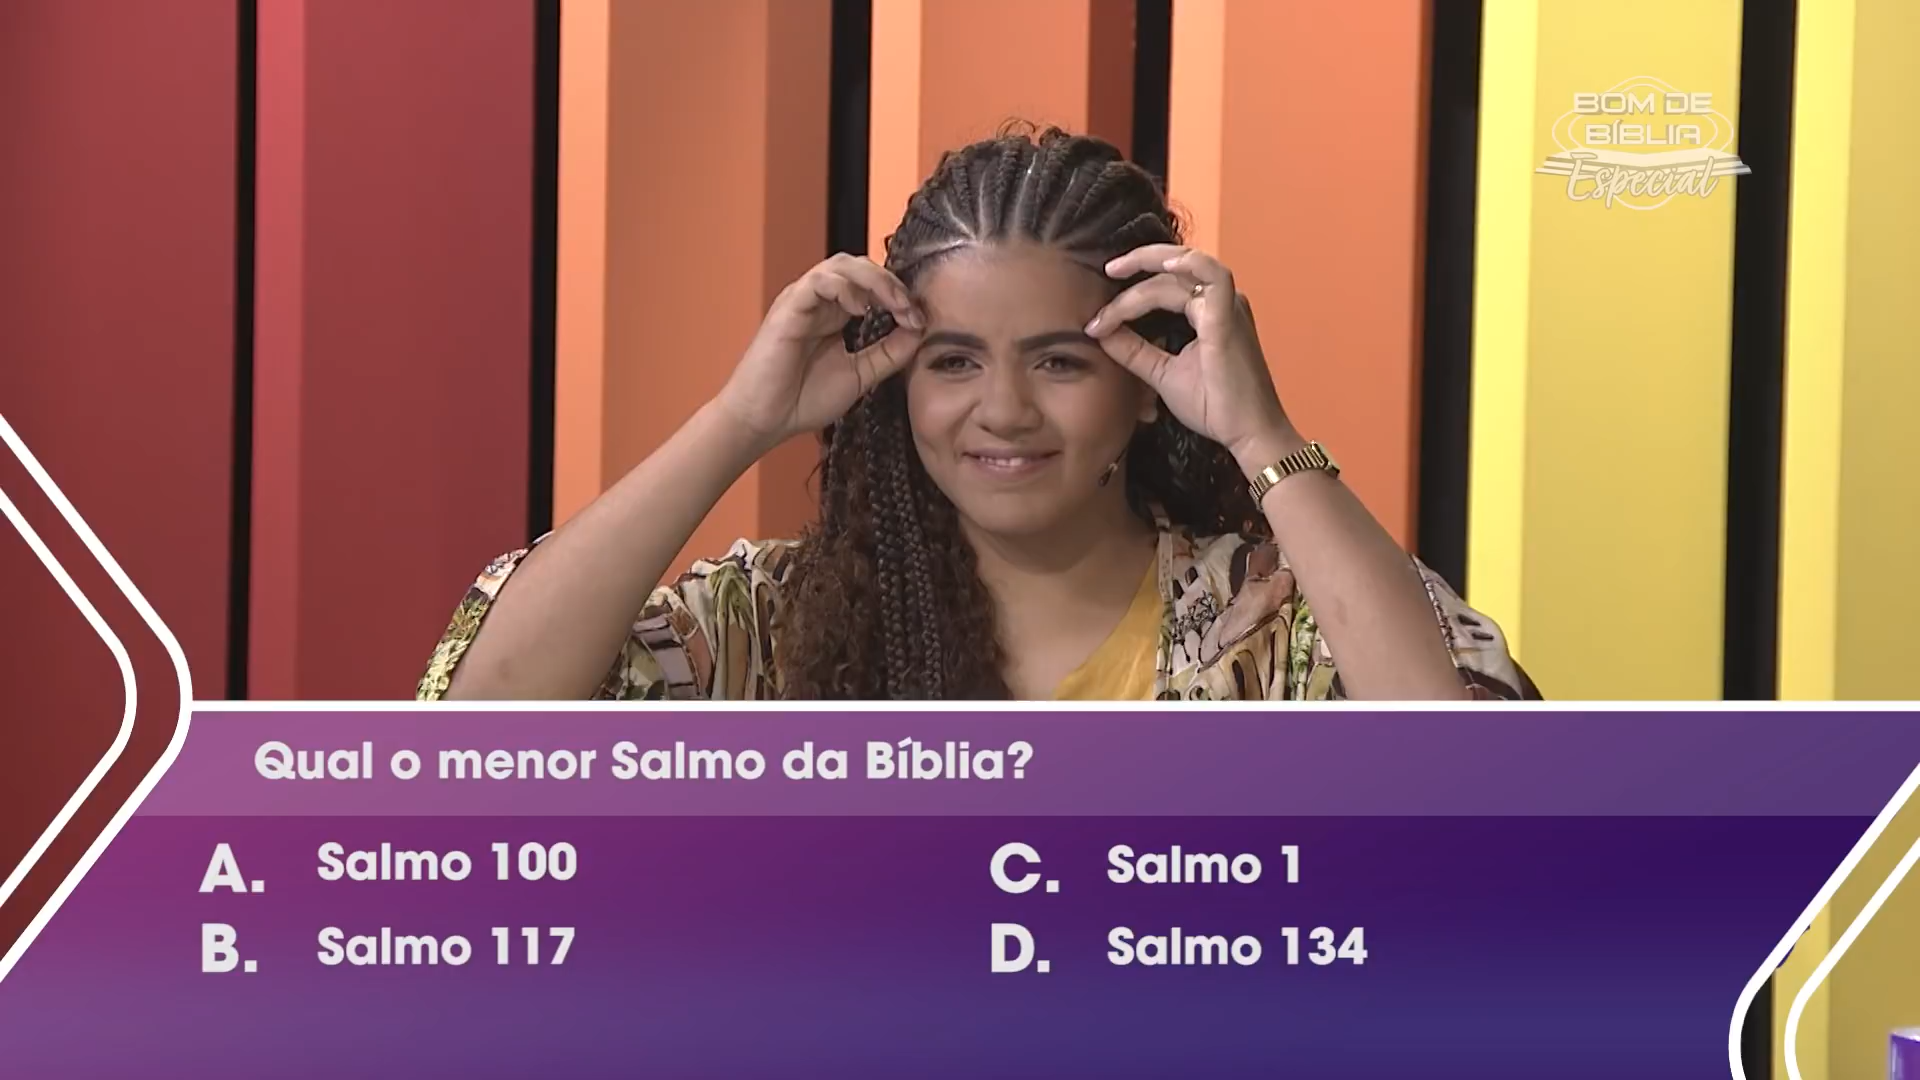 BOM DE
BÍBLIA
Especial
Qual o menor Salmo da Bíblia?
A. Salmo 100
B. Salmo 117
C. Salmo 1
D. Salmo 134